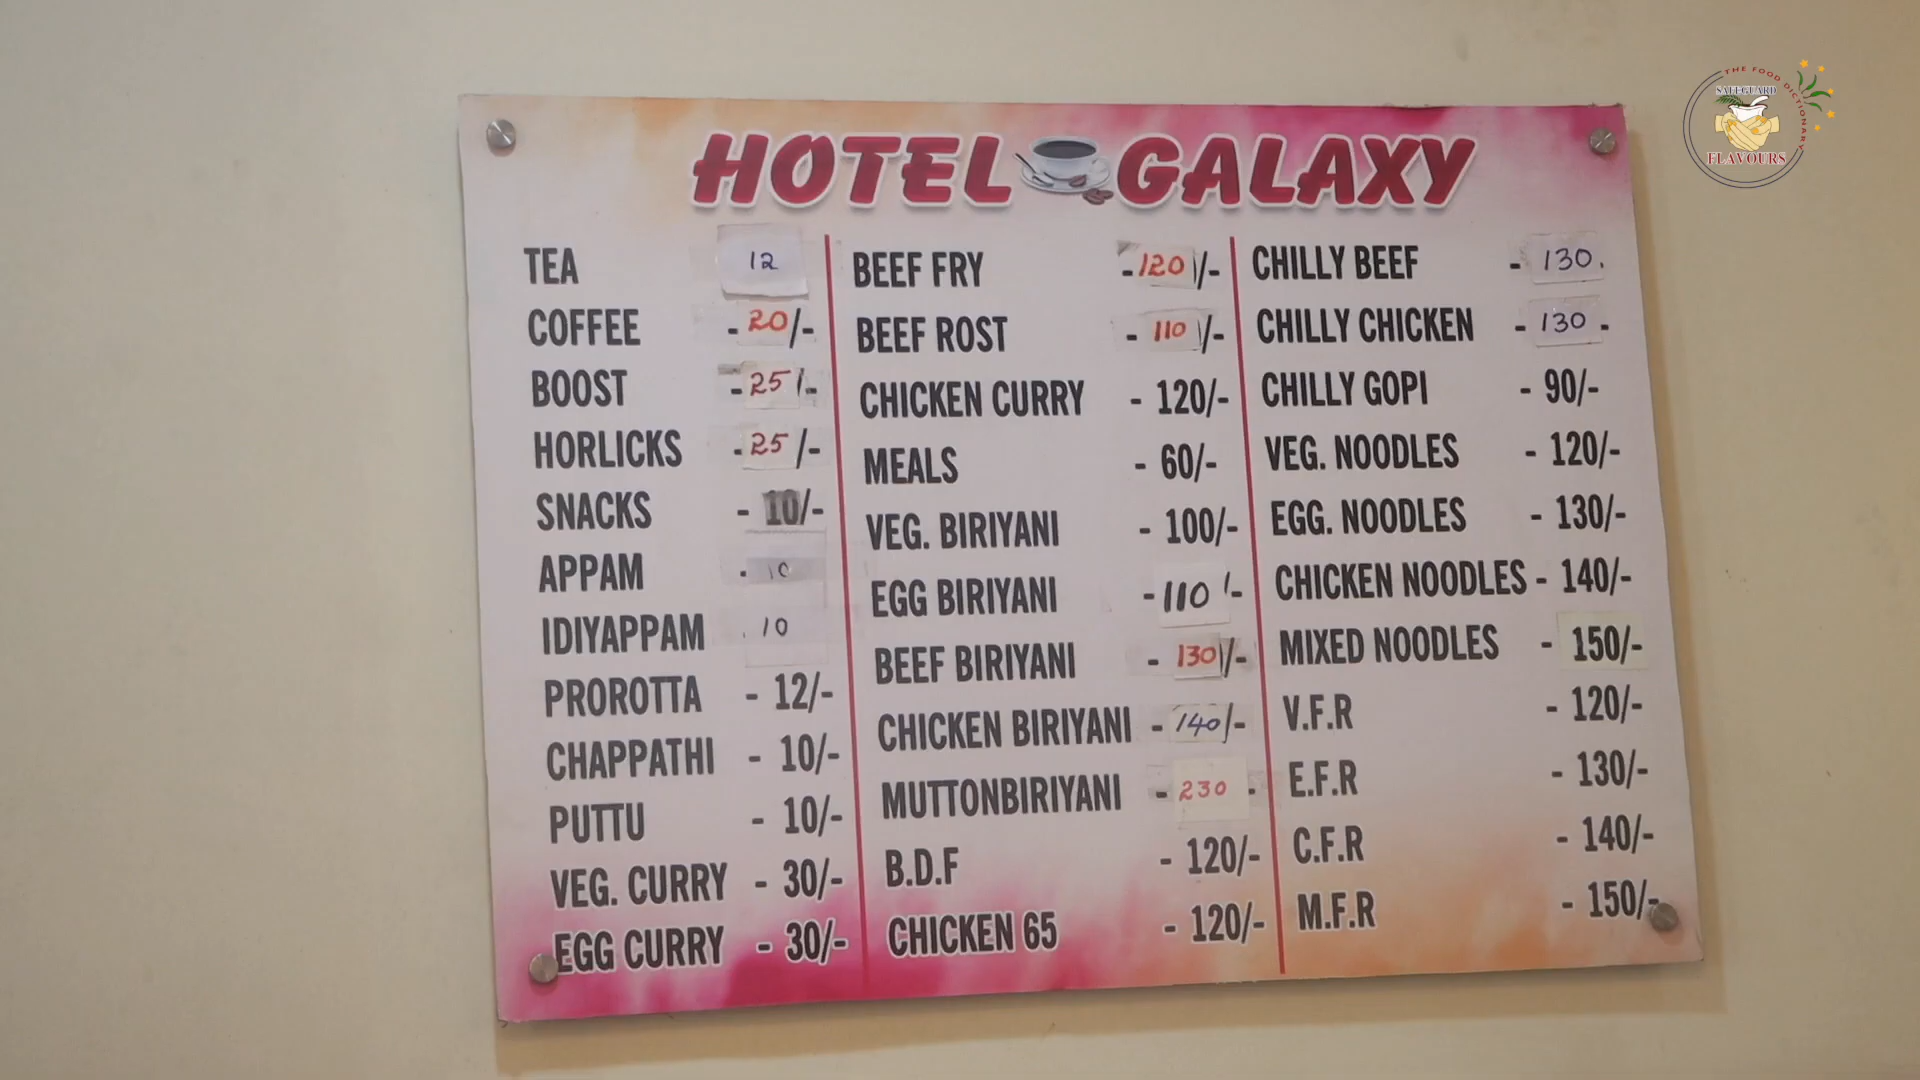 HOTEL GALAXY
TEA 12
COFFEE - 20/-
BOOST - 25/-
HORLICKS - 25/-
SNACKS - 10/-
APPAM - 10
IDIYAPPAM . 10
PROROTTA - 12/-
CHAPPATHI - 10/-
PUTTU - 10/-
VEG. CURRY - 30/-
EGG CURRY - 30/-
BEEF FRY - 120/-
BEEF ROST - 110/-
CHICKEN CURRY - 120/-
MEALS - 60/-
VEG. BIRIYANI - 100/-
EGG BIRIYANI - 110/-
BEEF BIRIYANI - 130/-
CHICKEN BIRIYANI - 140/-
MUTTONBIRIYANI - 230 -
B.D.F - 120/-
CHICKEN 65 - 120/-
CHILLY BEEF - 130.
CHILLY CHICKEN - 130 -
CHILLY GOPI - 90/-
VEG. NOODLES - 120/-
EGG. NOODLES - 130/-
CHICKEN NOODLES - 140/-
MIXED NOODLES - 150/-
V.F.R - 120/-
E.F.R - 130/-
C.F.R - 140/-
M.F.R - 150/-
THE FOOD DICTIONARY
SAFEGUARD
FLAVOURS